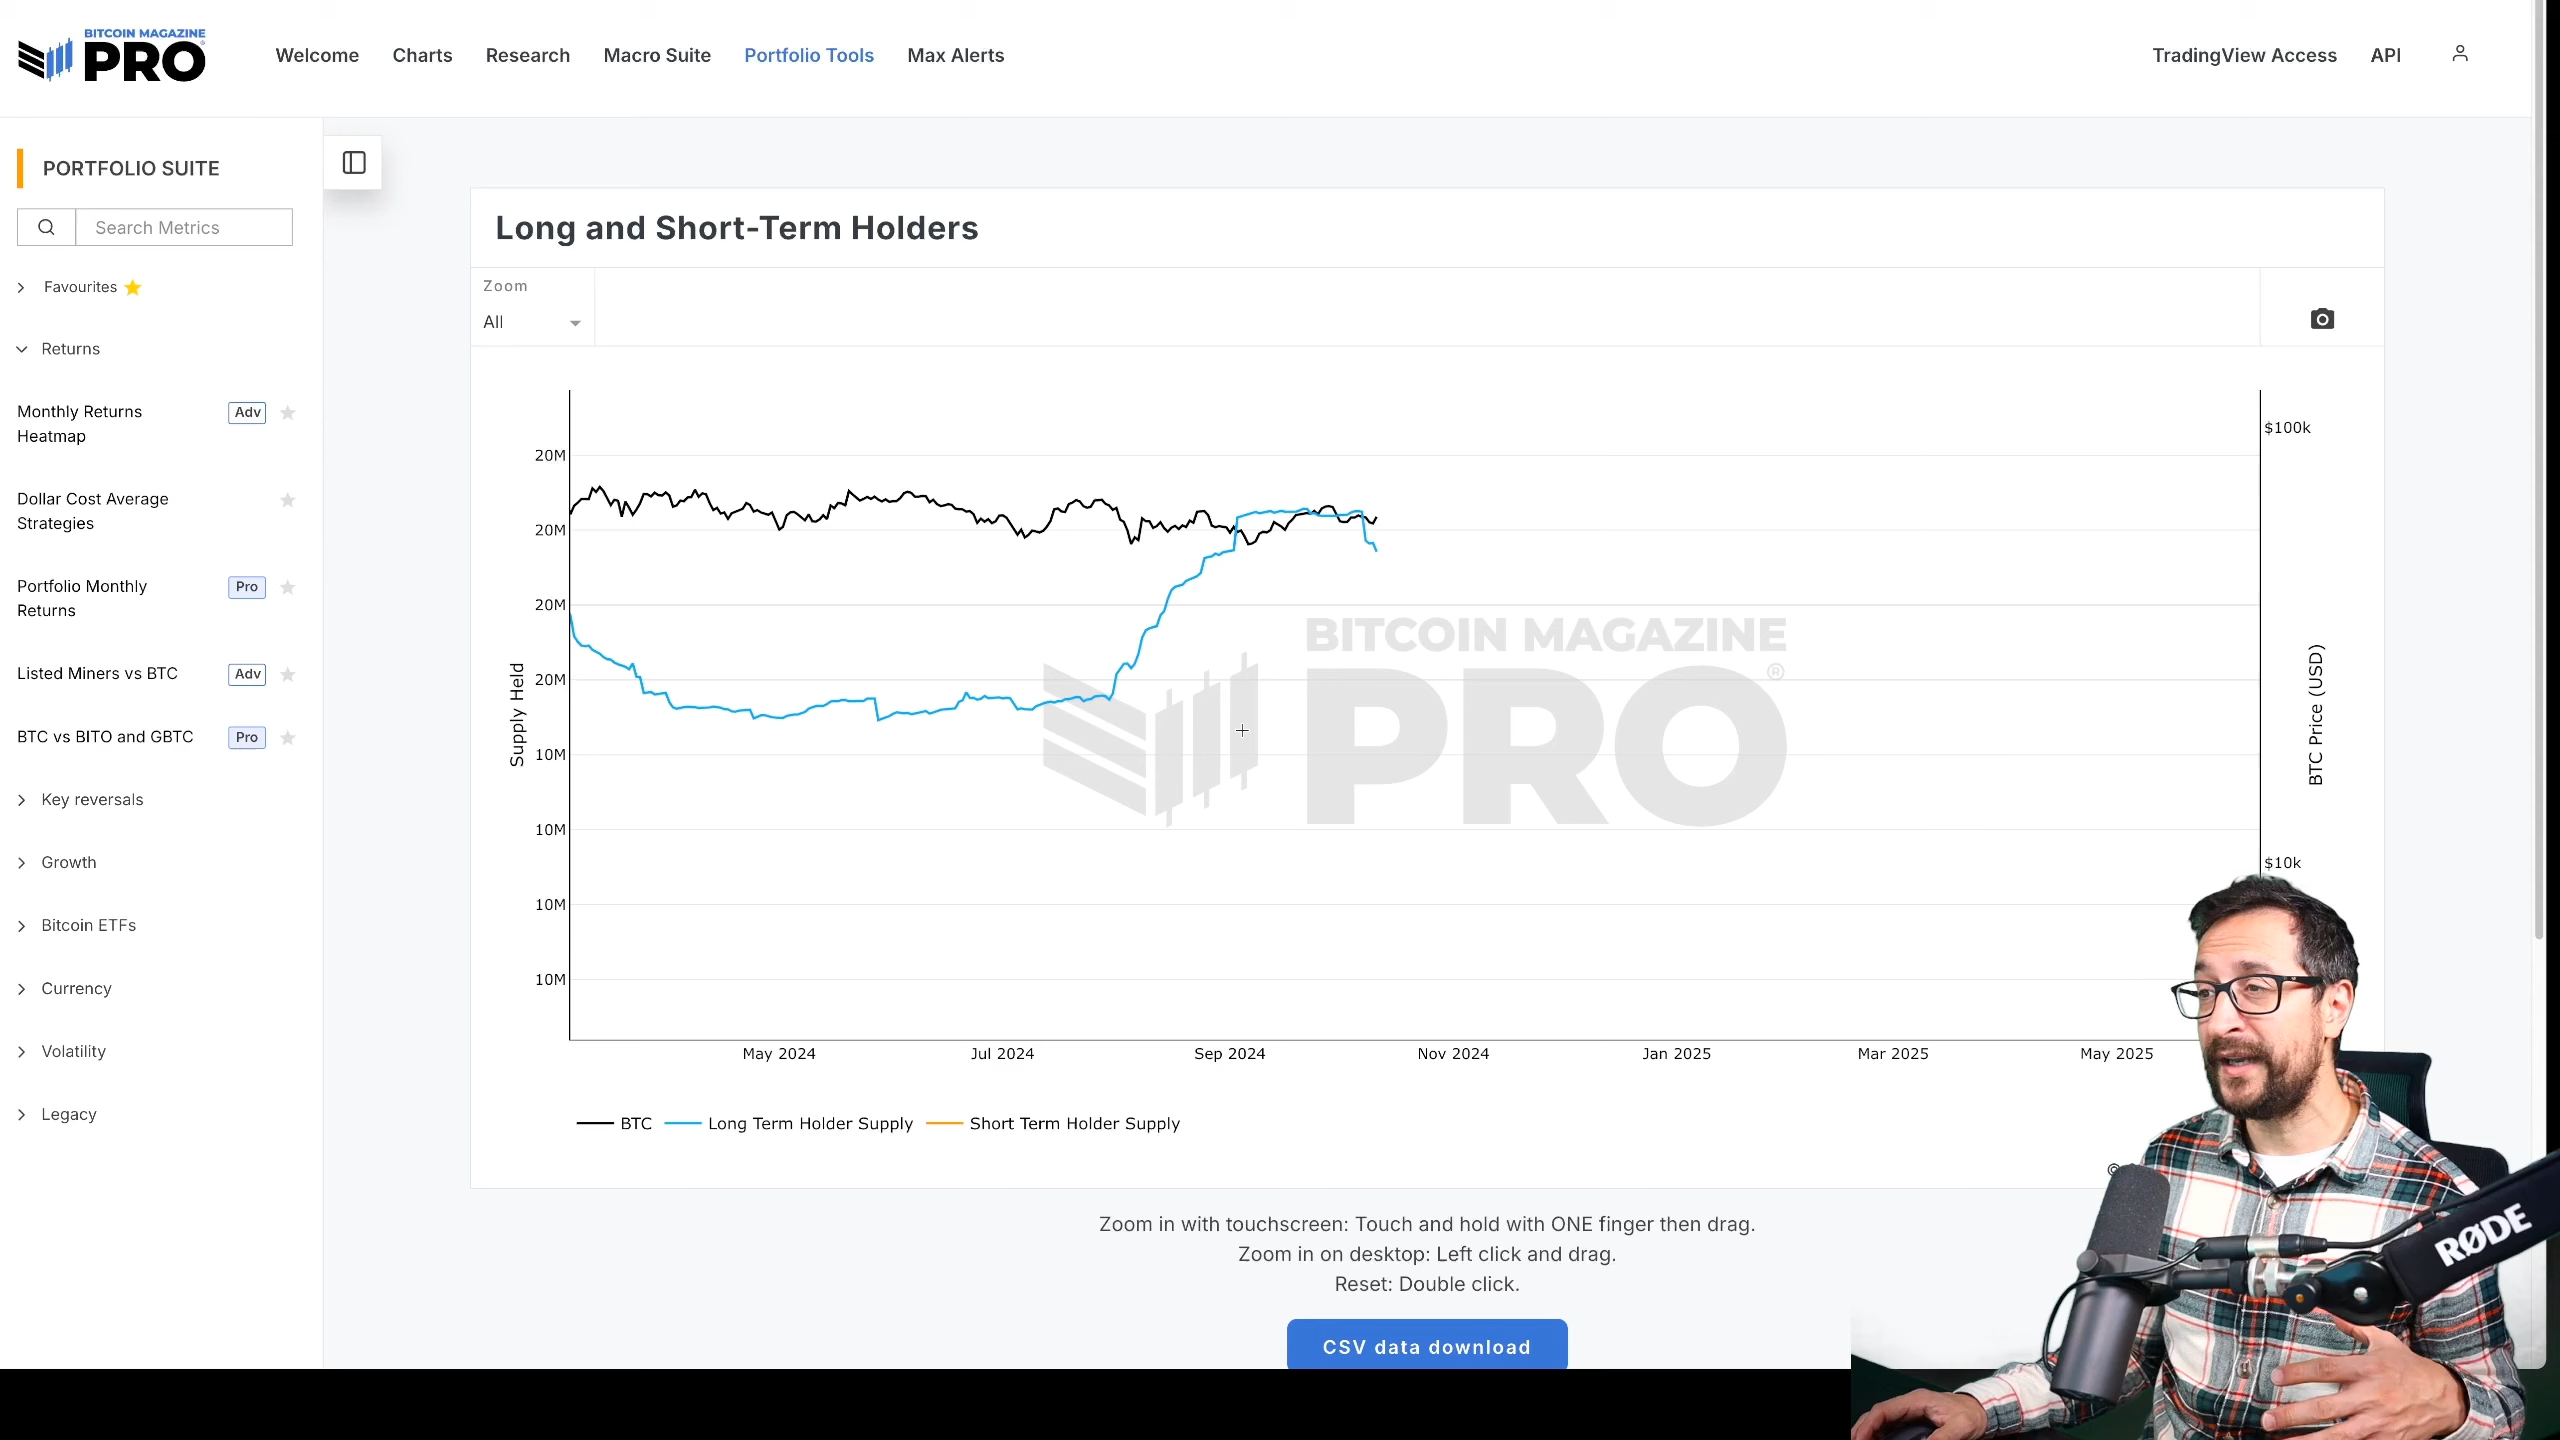 BITCOIN MAGAZINE
PRO
Welcome
Charts
Research
Macro Suite
Portfolio Tools
Max Alerts
TradingView Access
API
PORTFOLIO SUITE
Search Metrics
Favourites
Returns
Monthly Returns
Heatmap
Adv
Dollar Cost Average
Strategies
Portfolio Monthly
Returns
Pro
Listed Miners vs BTC
Adv
BTC vs BITO and GBTC
Pro
Key reversals
Growth
Bitcoin ETFs
Currency
Volatility
Legacy
Long and Short-Term Holders
Zoom
All
20M
20M
20M
20M
10M
10M
10M
10M
Supply Held
$100k
$10k
BTC Price (USD)
BITCOIN MAGAZINE
PRO®
May 2024
Jul 2024
Sep 2024
Nov 2024
Jan 2025
Mar 2025
May 2025
BTC
Long Term Holder Supply
Short Term Holder Supply
Zoom in with touchscreen: Touch and hold with ONE finger then drag.
Zoom in on desktop: Left click and drag.
Reset: Double click.
CSV data download
RØDE